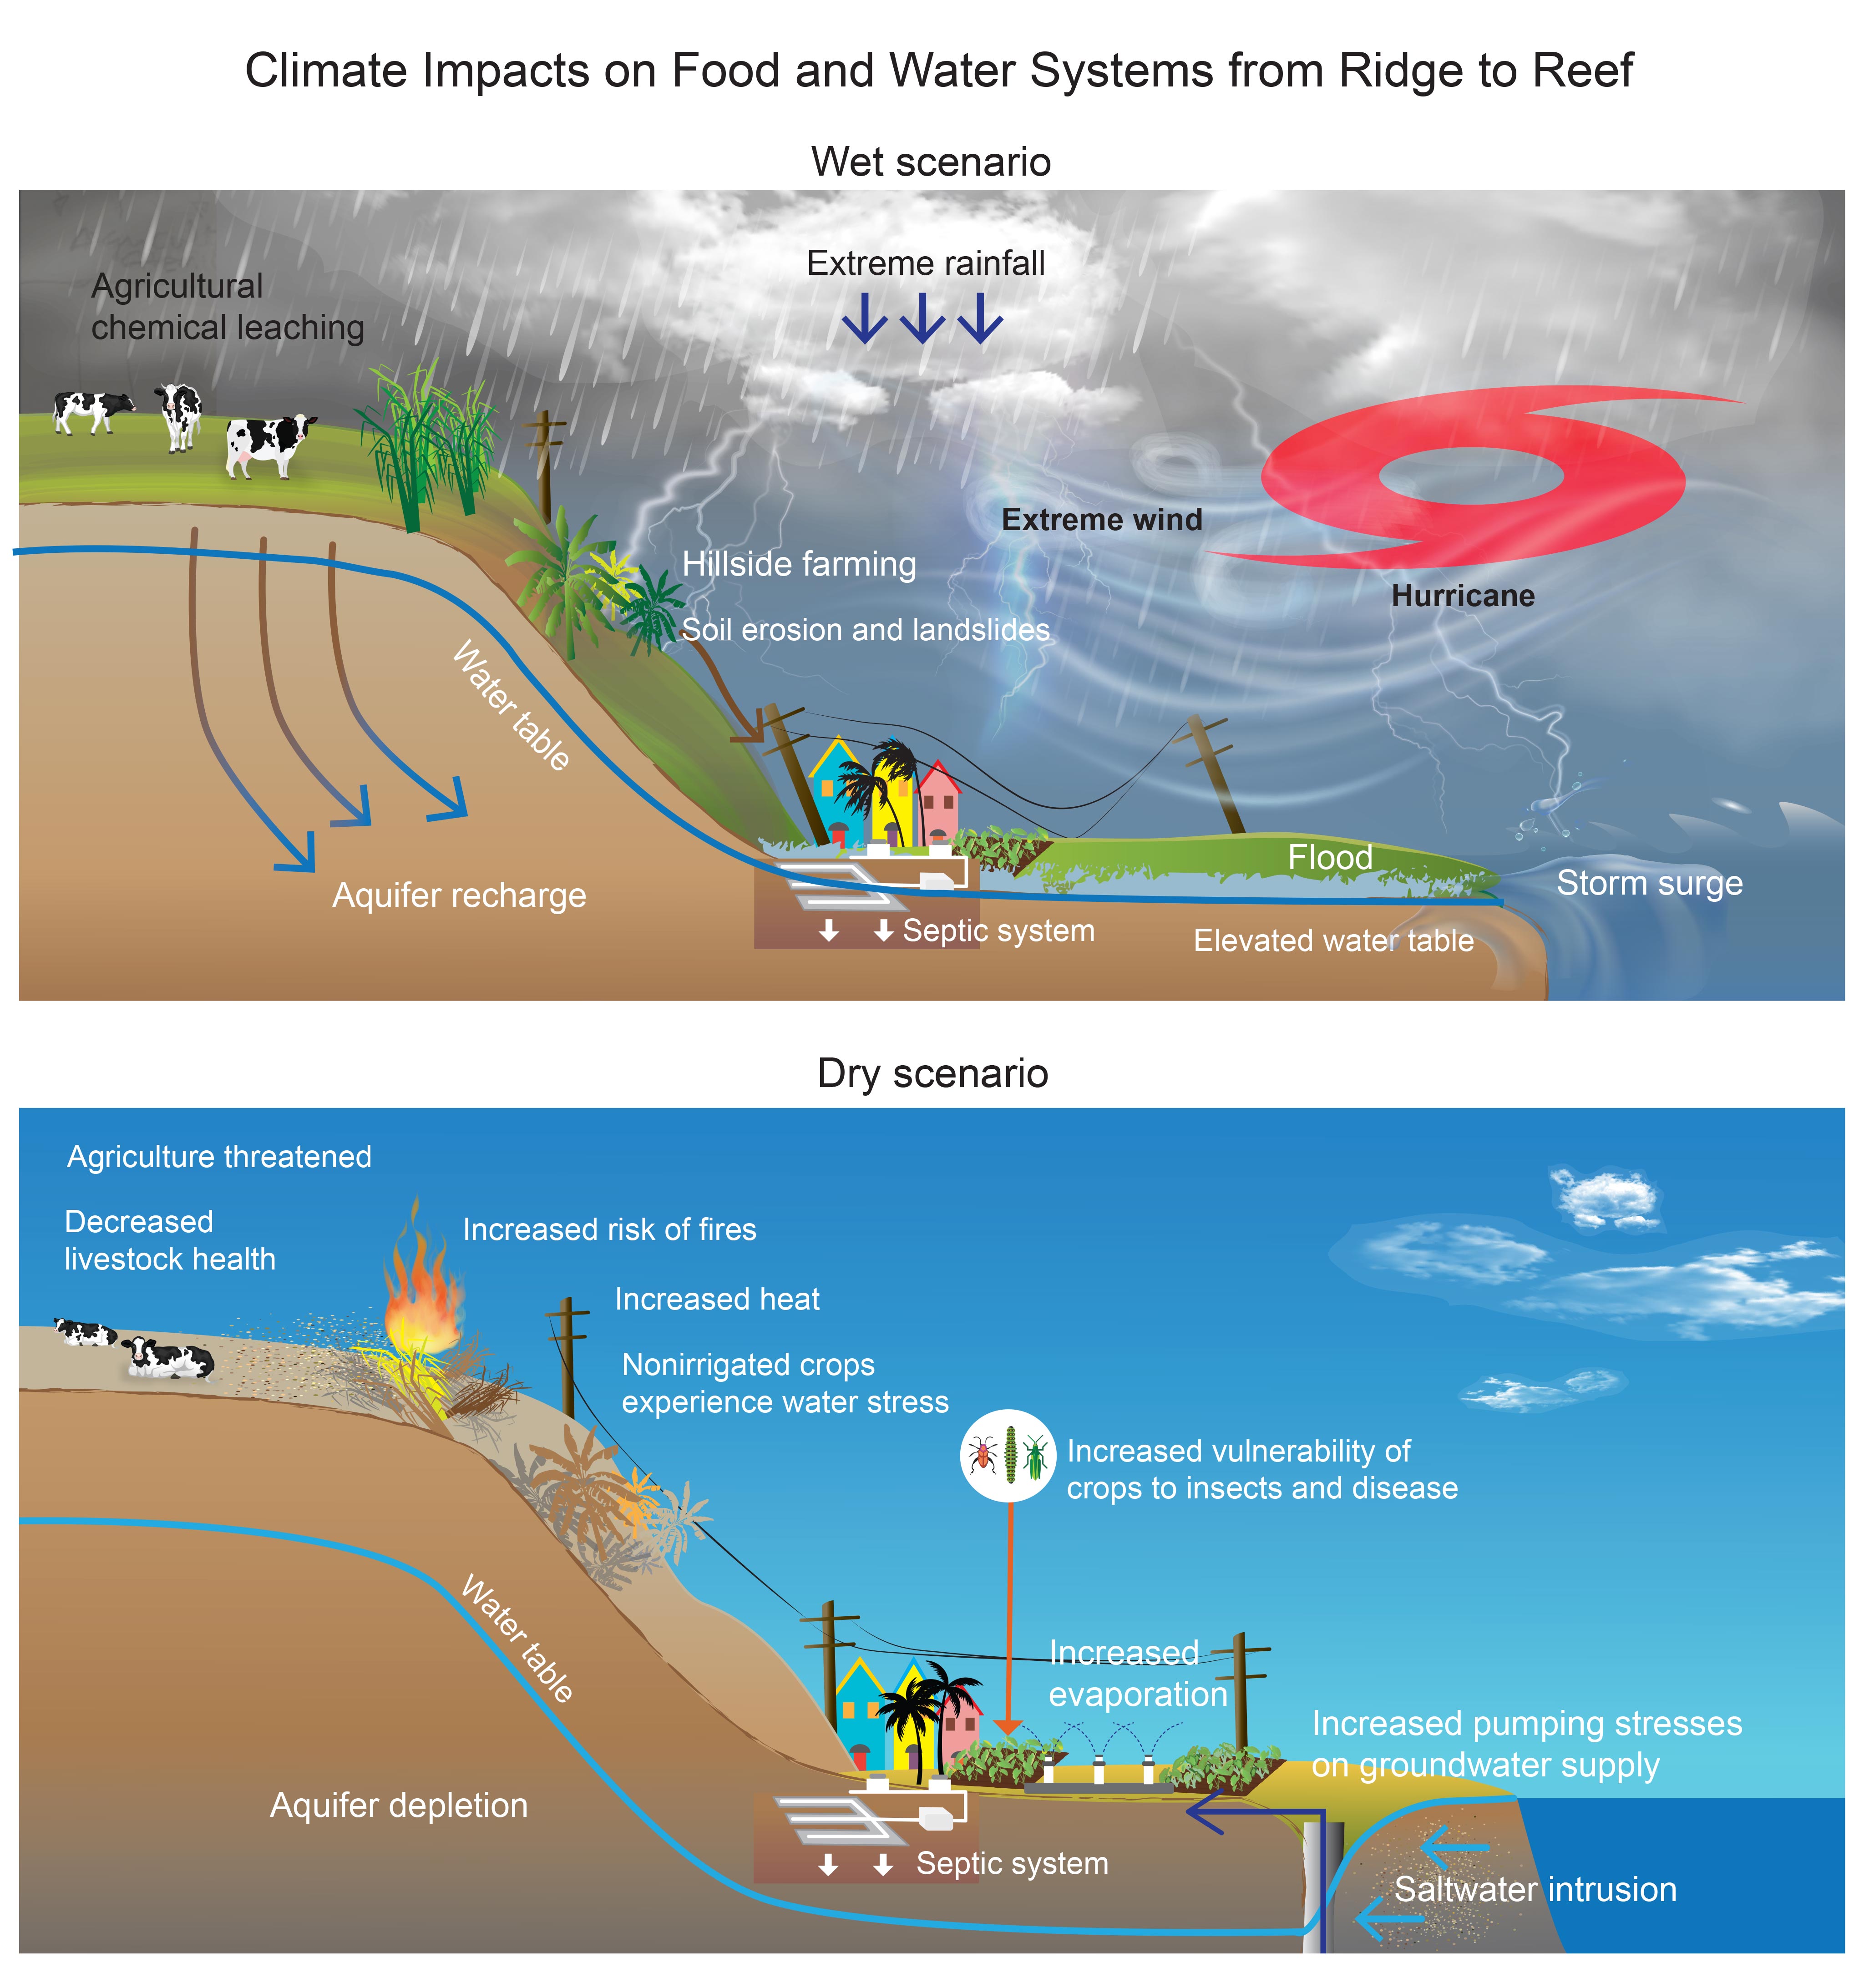 Climate Impacts on Food and Water Systems from Ridge to Reef
Wet scenario
Extreme rainfall
Agricultural
chemical leaching
Extreme wind
Hillside farming
Hurricane
Soil erosion and landslides
Water table
Flood
Storm surge
Aquifer recharge
Septic system
Elevated water table
Dry scenario
Agriculture threatened
Decreased
livestock health
Increased risk of fires
Increased heat
Nonirrigated crops
experience water stress
Increased vulnerability of
crops to insects and disease
Water table
Increased
evaporation
Increased pumping stresses
on groundwater supply
Aquifer depletion
Septic system
Saltwater intrusion